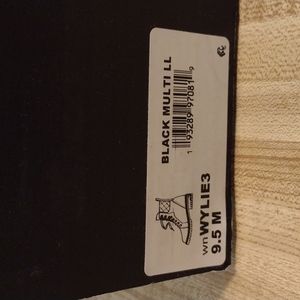 BLACK MULTI LL
1 93289 97081 9
wn WYLIE3
9.5 M